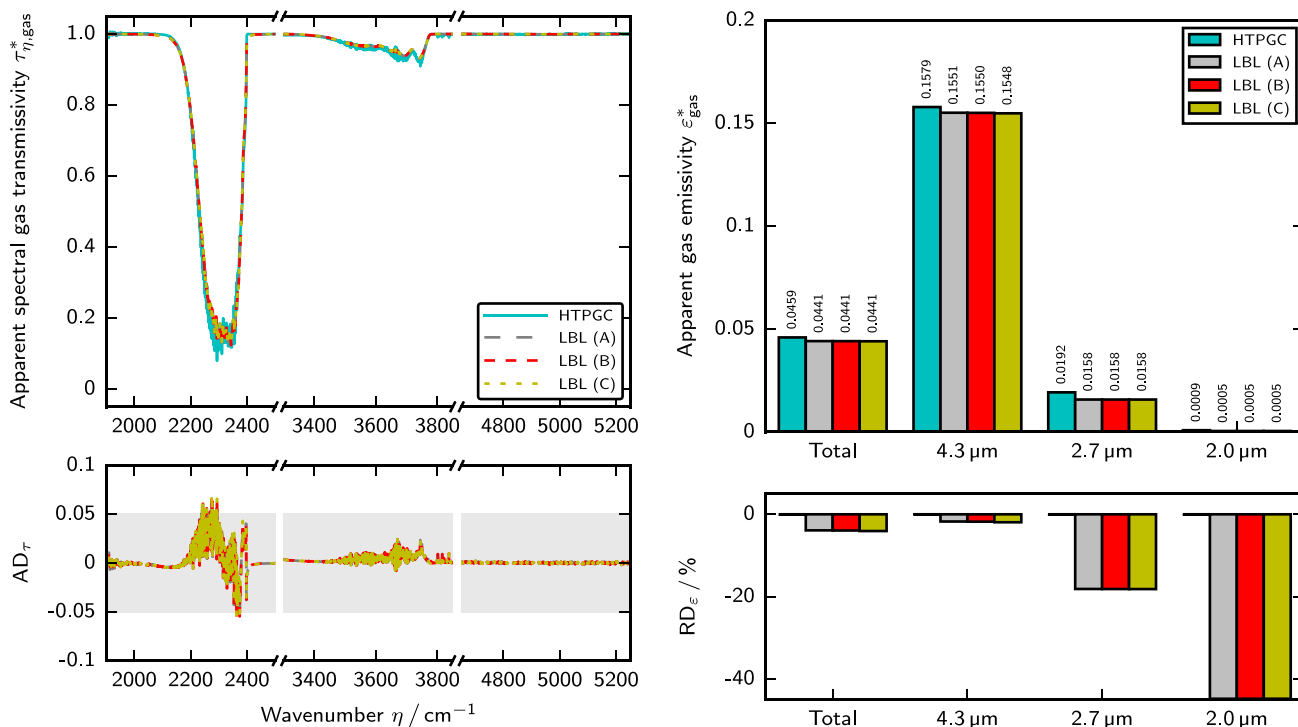 Apparent spectral gas transmissivity τ*η,gas
1.0
0.8
0.6
0.4
0.2
0
HTPGC
LBL (A)
LBL (B)
LBL (C)
2000 2200 2400 3400 3600 3800 4800 5000 5200
ADτ
0.1
0.05
0
-0.05
-0.1
2000 2200 2400 3400 3600 3800 4800 5000 5200
Wavenumber η / cm⁻¹
Apparent gas emissivity ε*gas
0.2
0.15
0.1
0.05
0
HTPGC
LBL (A)
LBL (B)
LBL (C)
0.0459 0.0441 0.0441 0.0441
0.1579 0.1551 0.1550 0.1548
0.0192 0.0158 0.0158 0.0158
0.0009 0.0005 0.0005 0.0005
Total 4.3 µm 2.7 µm 2.0 µm
RDε / %
0
-20
-40
Total 4.3 µm 2.7 µm 2.0 µm